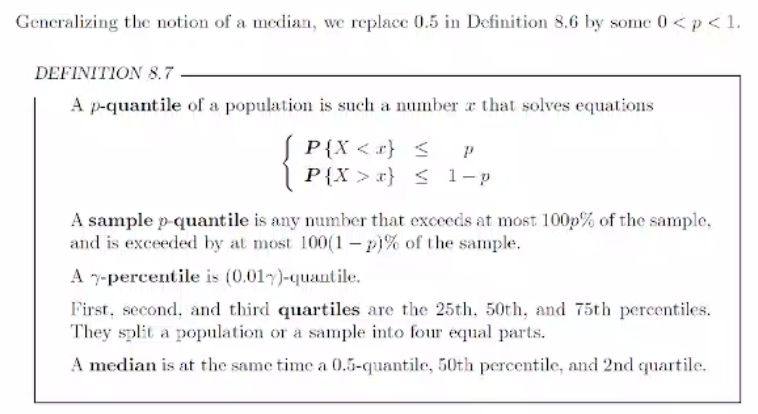 Generalizing the notion of a median, we replace 0.5 in Definition 8.6 by some 0 < p < 1.
DEFINITION 8.7
A p-quantile of a population is such a number x that solves equations
P{X < x} ≤ p
P{X > x} ≤ 1 − p
A sample p-quantile is any number that exceeds at most 100p% of the sample,
and is exceeded by at most 100(1 − p)% of the sample.
A γ-percentile is (0.01γ)-quantile.
First, second, and third quartiles are the 25th, 50th, and 75th percentiles.
They split a population or a sample into four equal parts.
A median is at the same time a 0.5-quantile, 50th percentile, and 2nd quartile.